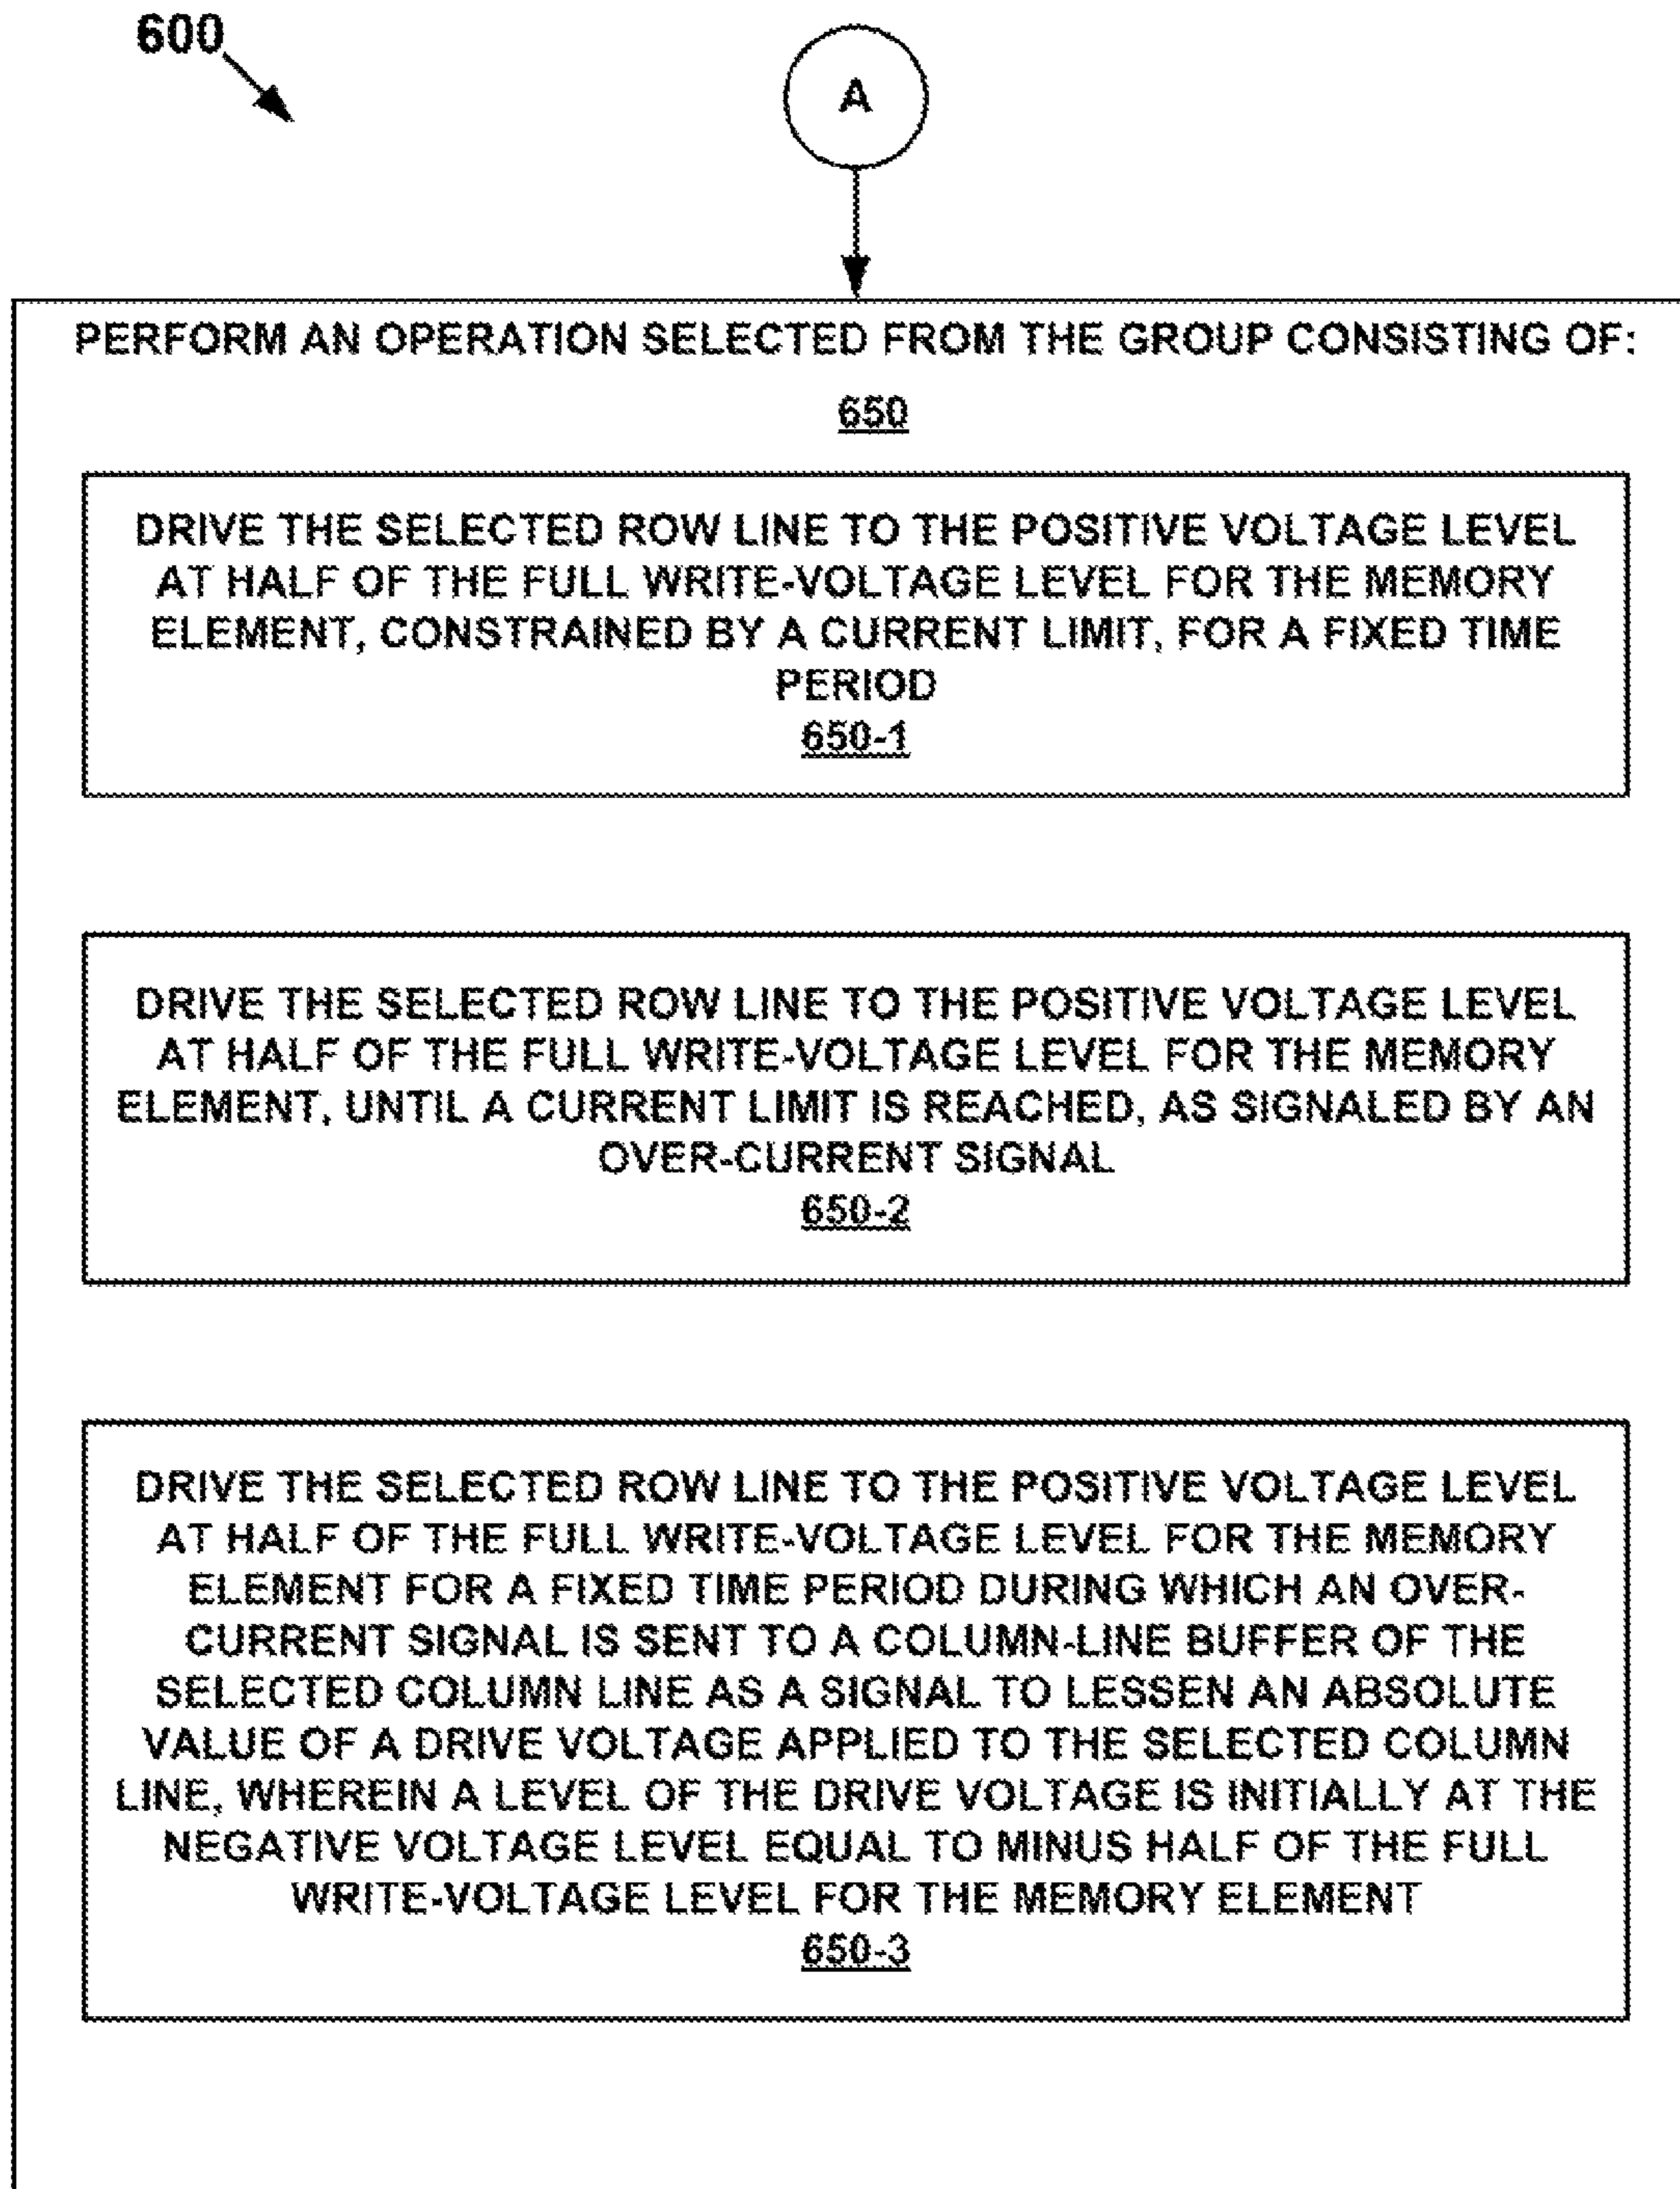 600
A
PERFORM AN OPERATION SELECTED FROM THE GROUP CONSISTING OF:
650
DRIVE THE SELECTED ROW LINE TO THE POSITIVE VOLTAGE LEVEL
AT HALF OF THE FULL WRITE-VOLTAGE LEVEL FOR THE MEMORY
ELEMENT, CONSTRAINED BY A CURRENT LIMIT, FOR A FIXED TIME
PERIOD
650-1
DRIVE THE SELECTED ROW LINE TO THE POSITIVE VOLTAGE LEVEL
AT HALF OF THE FULL WRITE-VOLTAGE LEVEL FOR THE MEMORY
ELEMENT, UNTIL A CURRENT LIMIT IS REACHED, AS SIGNALED BY AN
OVER-CURRENT SIGNAL
650-2
DRIVE THE SELECTED ROW LINE TO THE POSITIVE VOLTAGE LEVEL
AT HALF OF THE FULL WRITE-VOLTAGE LEVEL FOR THE MEMORY
ELEMENT FOR A FIXED TIME PERIOD DURING WHICH AN OVER-
CURRENT SIGNAL IS SENT TO A COLUMN-LINE BUFFER OF THE
SELECTED COLUMN LINE AS A SIGNAL TO LESSEN AN ABSOLUTE
VALUE OF A DRIVE VOLTAGE APPLIED TO THE SELECTED COLUMN
LINE, WHEREIN A LEVEL OF THE DRIVE VOLTAGE IS INITIALLY AT THE
NEGATIVE VOLTAGE LEVEL EQUAL TO MINUS HALF OF THE FULL
WRITE-VOLTAGE LEVEL FOR THE MEMORY ELEMENT
650-3